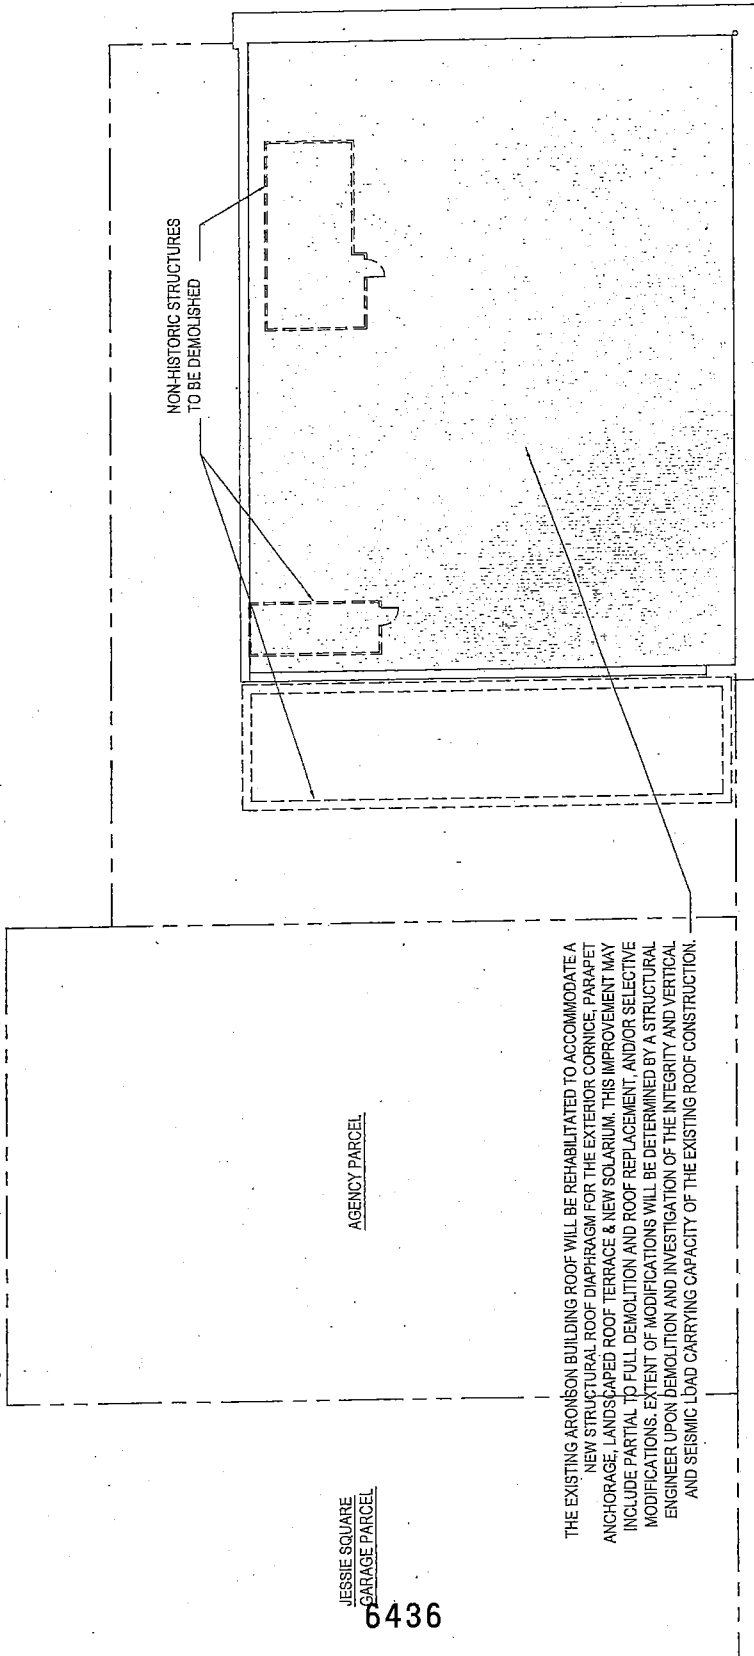 NON-HISTORIC STRUCTURES
TO BE DEMOLISHED
THE EXISTING ARONSON BUILDING ROOF WILL BE REHABILITATED TO ACCOMMODATE A
NEW STRUCTURAL ROOF DIAPHRAGM FOR THE EXTERIOR CORNICE, PARAPET
ANCHORAGE, LANDSCAPED ROOF TERRACE & NEW SOLARIUM. THIS IMPROVEMENT MAY
INCLUDE PARTIAL TO FULL DEMOLITION AND ROOF REPLACEMENT, AND/OR SELECTIVE
MODIFICATIONS. EXTENT OF MODIFICATIONS WILL BE DETERMINED BY A STRUCTURAL
ENGINEER UPON DEMOLITION AND INVESTIGATION OF THE INTEGRITY AND VERTICAL
AND SEISMIC LOAD CARRYING CAPACITY OF THE EXISTING ROOF CONSTRUCTION.
AGENCY PARCEL
JESSIE SQUARE
GARAGE PARCEL
6436